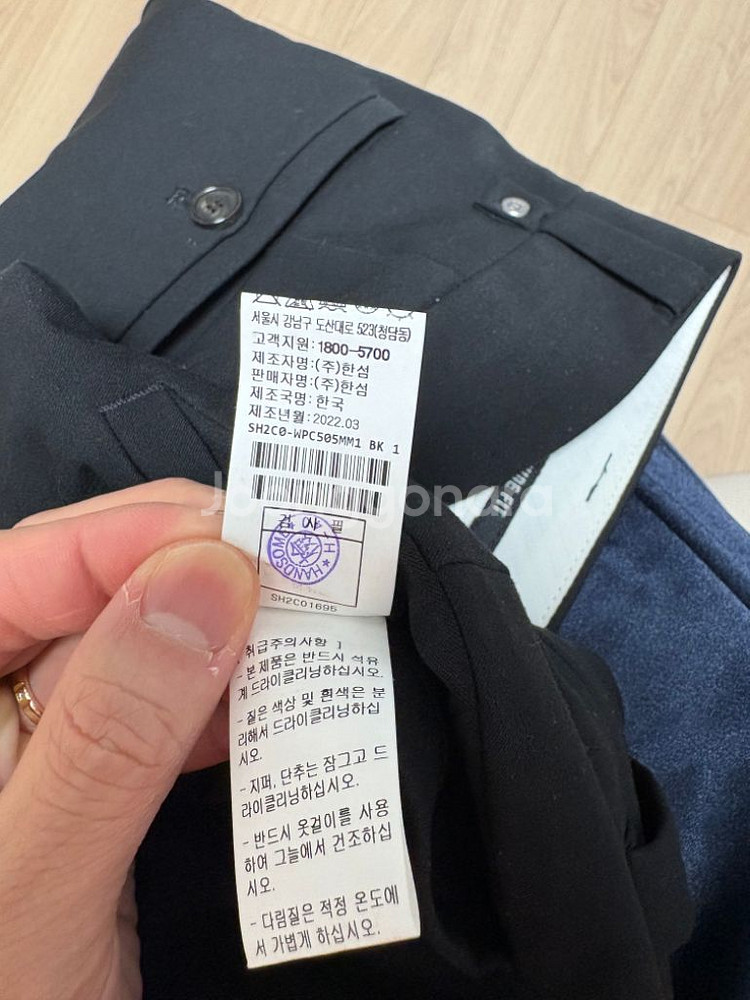 서울시 강남구 도산대로 523(청담동)
고객지원: 1800-5700
제조자명:(주)한섬
판매자명:(주)한섬
제조국명: 한국
제조년월: 2022.03
SH2C0-WPC505MM1 BK 1
검 사 필
HANDSOME
SH2C01695
취급주의사항 ]
- 본 제품은 반드시 석유
계 드라이클리닝하십시오.
- 짙은 색상 및 흰색은 분
리해서 드라이클리닝하십
시오.
- 지퍼, 단추는 잠그고 드
라이클리닝하십시오.
- 반드시 옷걸이를 사용
하여 그늘에서 건조하십
시오.
- 다림질은 적정 온도에
서 가볍게 하십시오.
Joonggonara